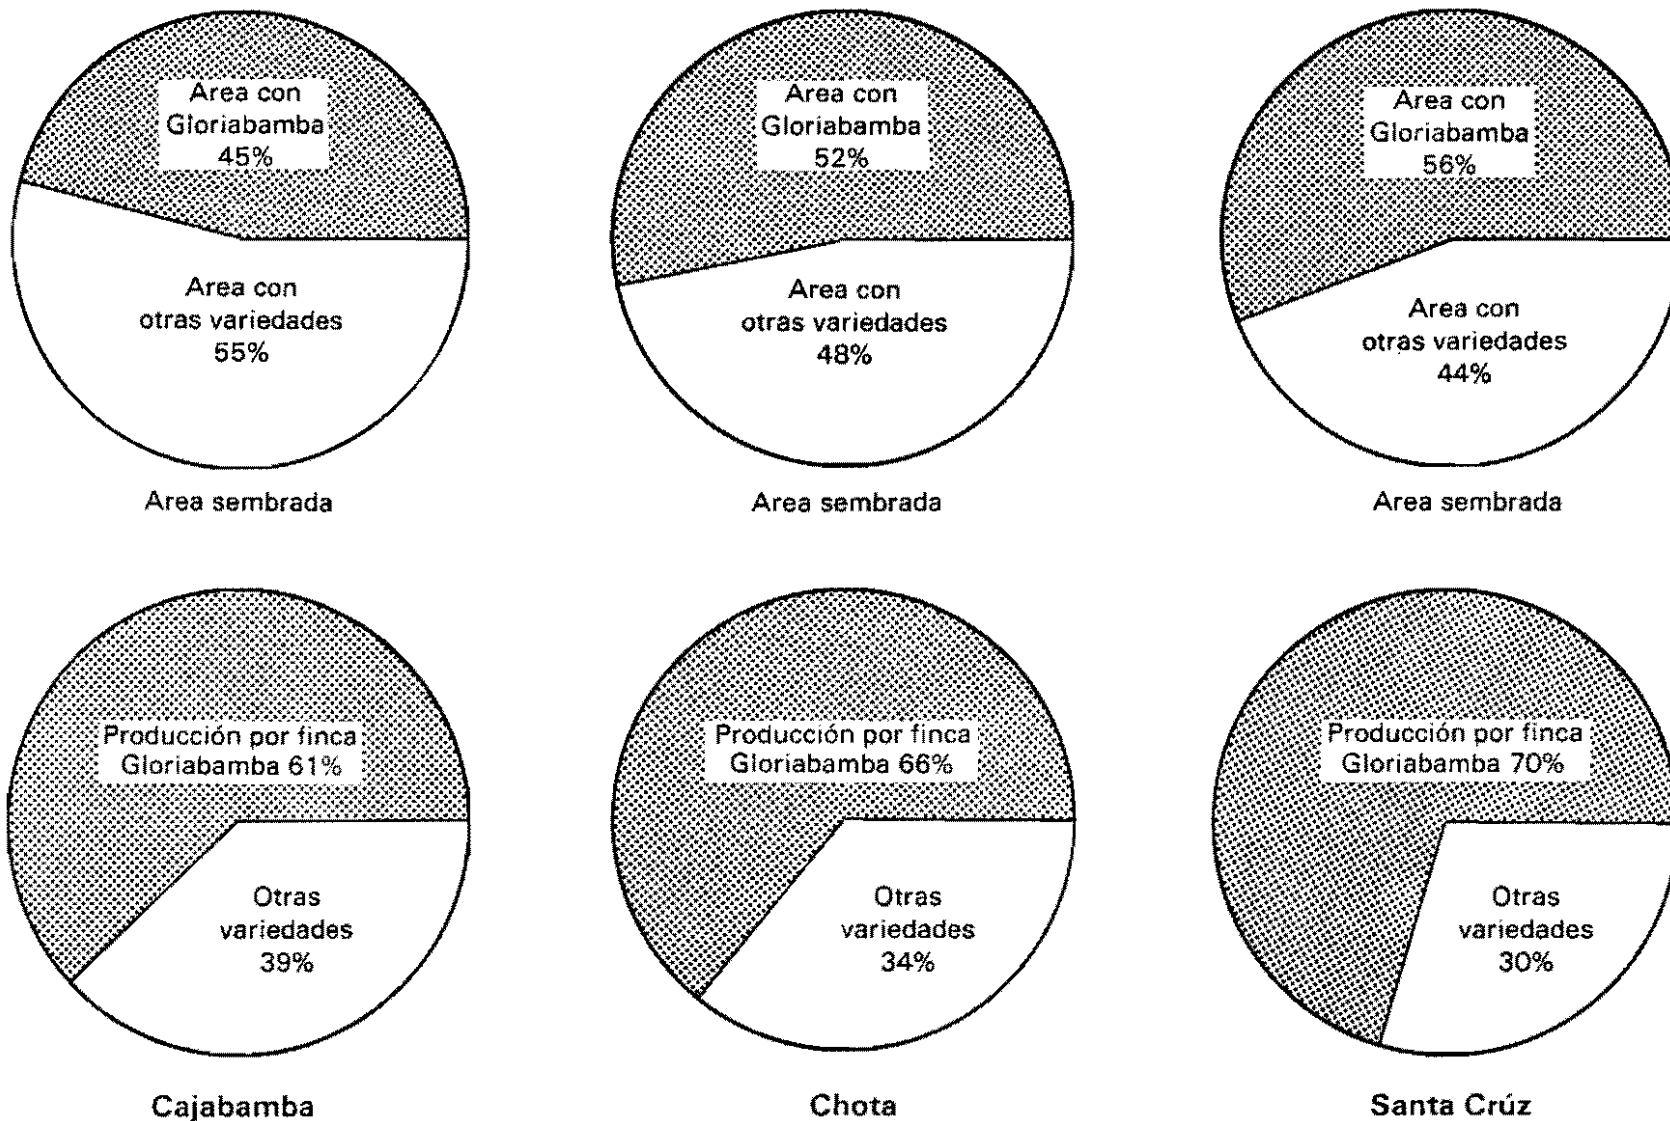 Area con
Gloriabamba
45%
Area con
otras variedades
55%
Area sembrada
Area con
Gloriabamba
52%
Area con
otras variedades
48%
Area sembrada
Area con
Gloriabamba
56%
Area con
otras variedades
44%
Area sembrada
Producción por finca
Gloriabamba 61%
Otras
variedades
39%
Cajabamba
Producción por finca
Gloriabamba 66%
Otras
variedades
34%
Chota
Producción por finca
Gloriabamba 70%
Otras
variedades
30%
Santa Crúz